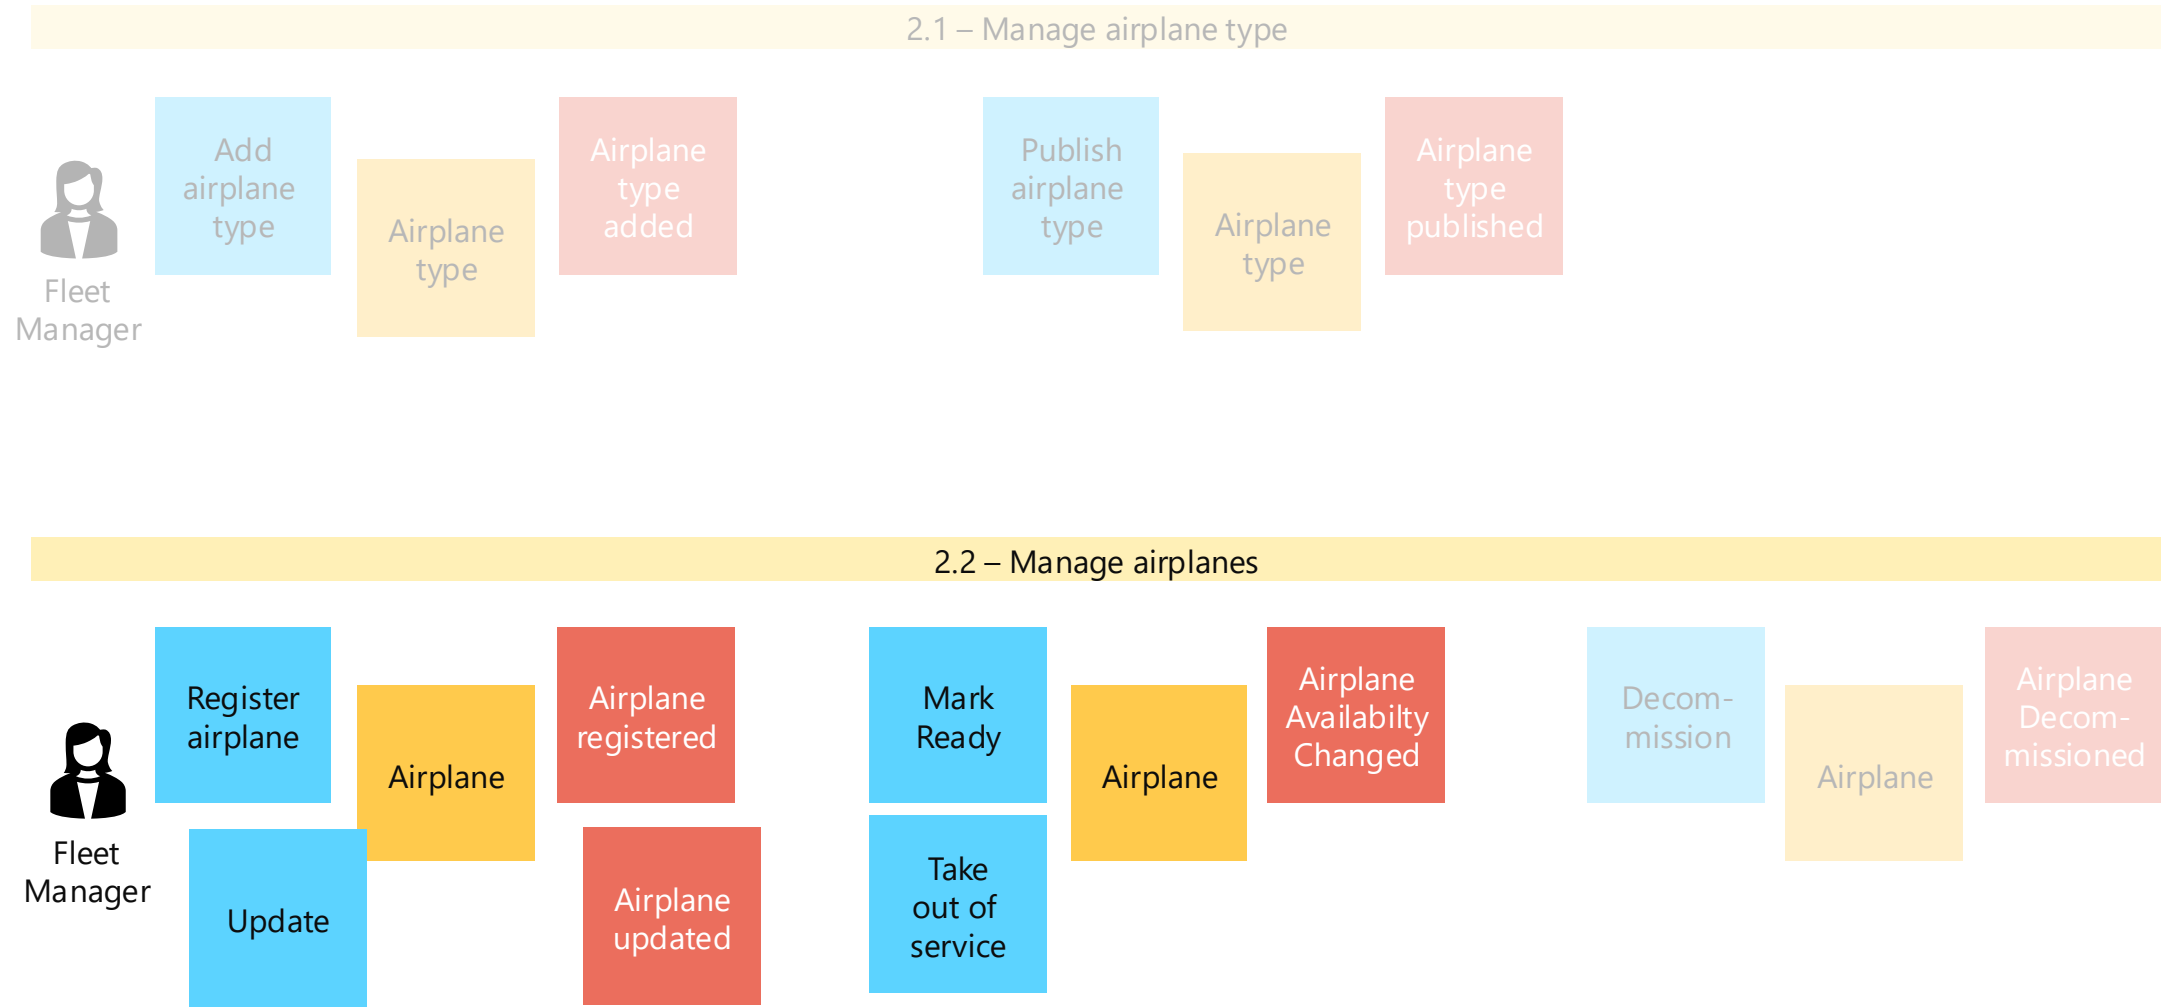 2.1 – Manage airplane type
Add
airplane
type
Airplane
type
Airplane
type
added
Publish
airplane
type
Airplane
type
Airplane
type
published
Fleet
Manager
2.2 – Manage airplanes
Register
airplane
Airplane
Airplane
registered
Mark
Ready
Airplane
Airplane
Availabilty
Changed
Decom-
mission
Airplane
Airplane
Decom-
missioned
Fleet
Manager
Update
Airplane
updated
Take
out of
service